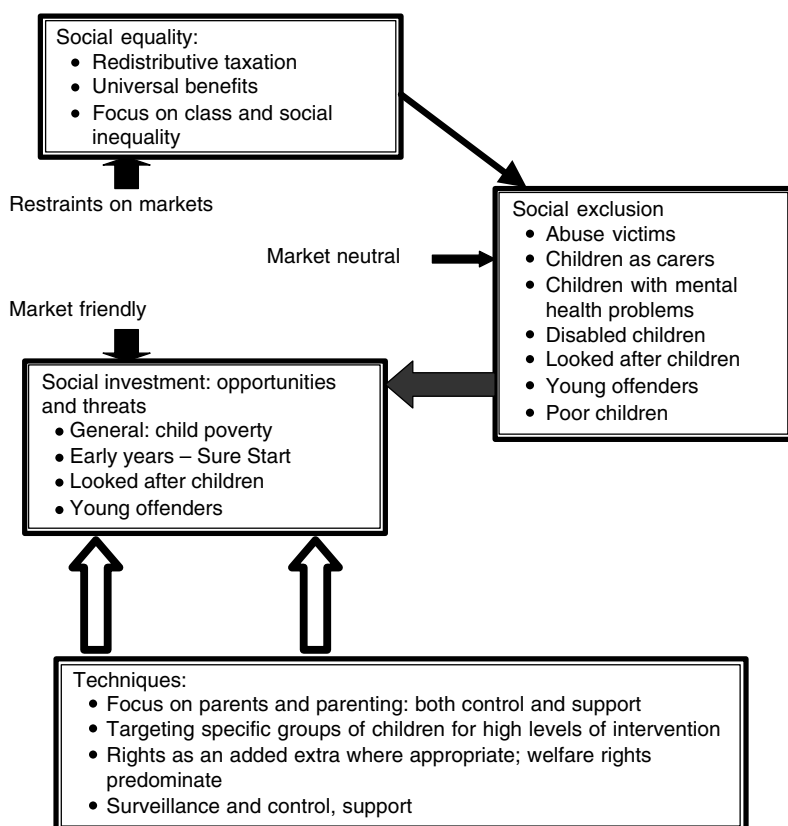 Social equality:
• Redistributive taxation
• Universal benefits
• Focus on class and social
inequality
Restraints on markets
Market neutral
Social exclusion
• Abuse victims
• Children as carers
• Children with mental
health problems
• Disabled children
• Looked after children
• Young offenders
• Poor children
Market friendly
Social investment: opportunities
and threats
• General: child poverty
• Early years – Sure Start
• Looked after children
• Young offenders
Techniques:
• Focus on parents and parenting: both control and support
• Targeting specific groups of children for high levels of intervention
• Rights as an added extra where appropriate; welfare rights
predominate
• Surveillance and control, support